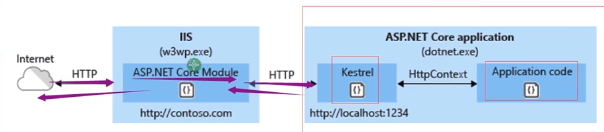 IIS
(w3wp.exe)
ASP.NET Core application
(dotnet.exe)
Internet
HTTP
ASP.NET Core Module
{}
HTTP
Kestrel
{}
HttpContext
Application code
{}
http://contoso.com
http://localhost:1234